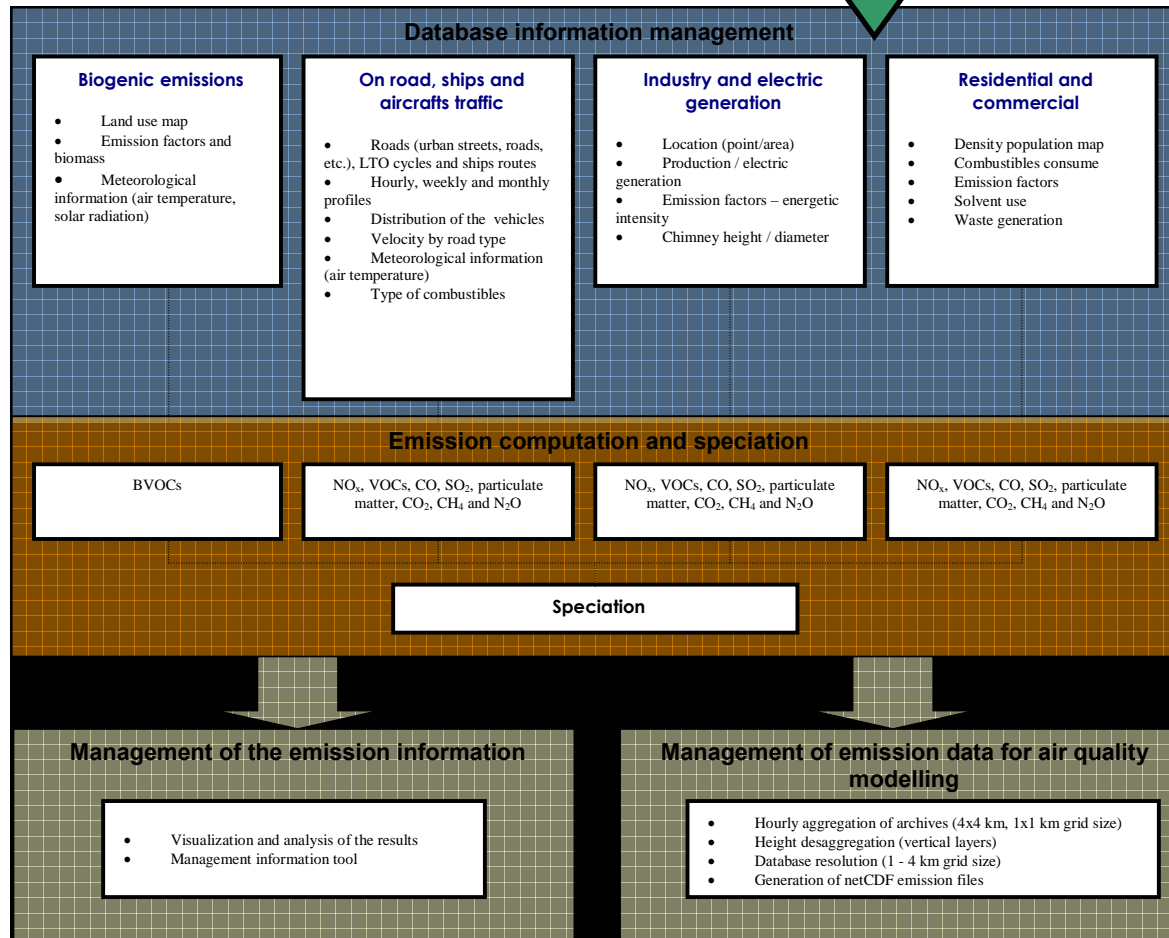 Database information management
Biogenic emissions
• Land use map
• Emission factors and
biomass
• Meteorological
information (air temperature,
solar radiation)
On road, ships and
aircrafts traffic
• Roads (urban streets, roads,
etc.), LTO cycles and ships routes
• Hourly, weekly and monthly
profiles
• Distribution of the vehicles
• Velocity by road type
• Meteorological information
(air temperature)
• Type of combustibles
Industry and electric
generation
• Location (point/area)
• Production / electric
generation
• Emission factors – energetic
intensity
• Chimney height / diameter
Residential and
commercial
• Density population map
• Combustibles consume
• Emission factors
• Solvent use
• Waste generation
Emission computation and speciation
BVOCs
NOx, VOCs, CO, SO2, particulate
matter, CO2, CH4 and N2O
NOx, VOCs, CO, SO2, particulate
matter, CO2, CH4 and N2O
NOx, VOCs, CO, SO2, particulate
matter, CO2, CH4 and N2O
Speciation
Management of the emission information
• Visualization and analysis of the results
• Management information tool
Management of emission data for air quality
modelling
• Hourly aggregation of archives (4x4 km, 1x1 km grid size)
• Height desaggregation (vertical layers)
• Database resolution (1 - 4 km grid size)
• Generation of netCDF emission files